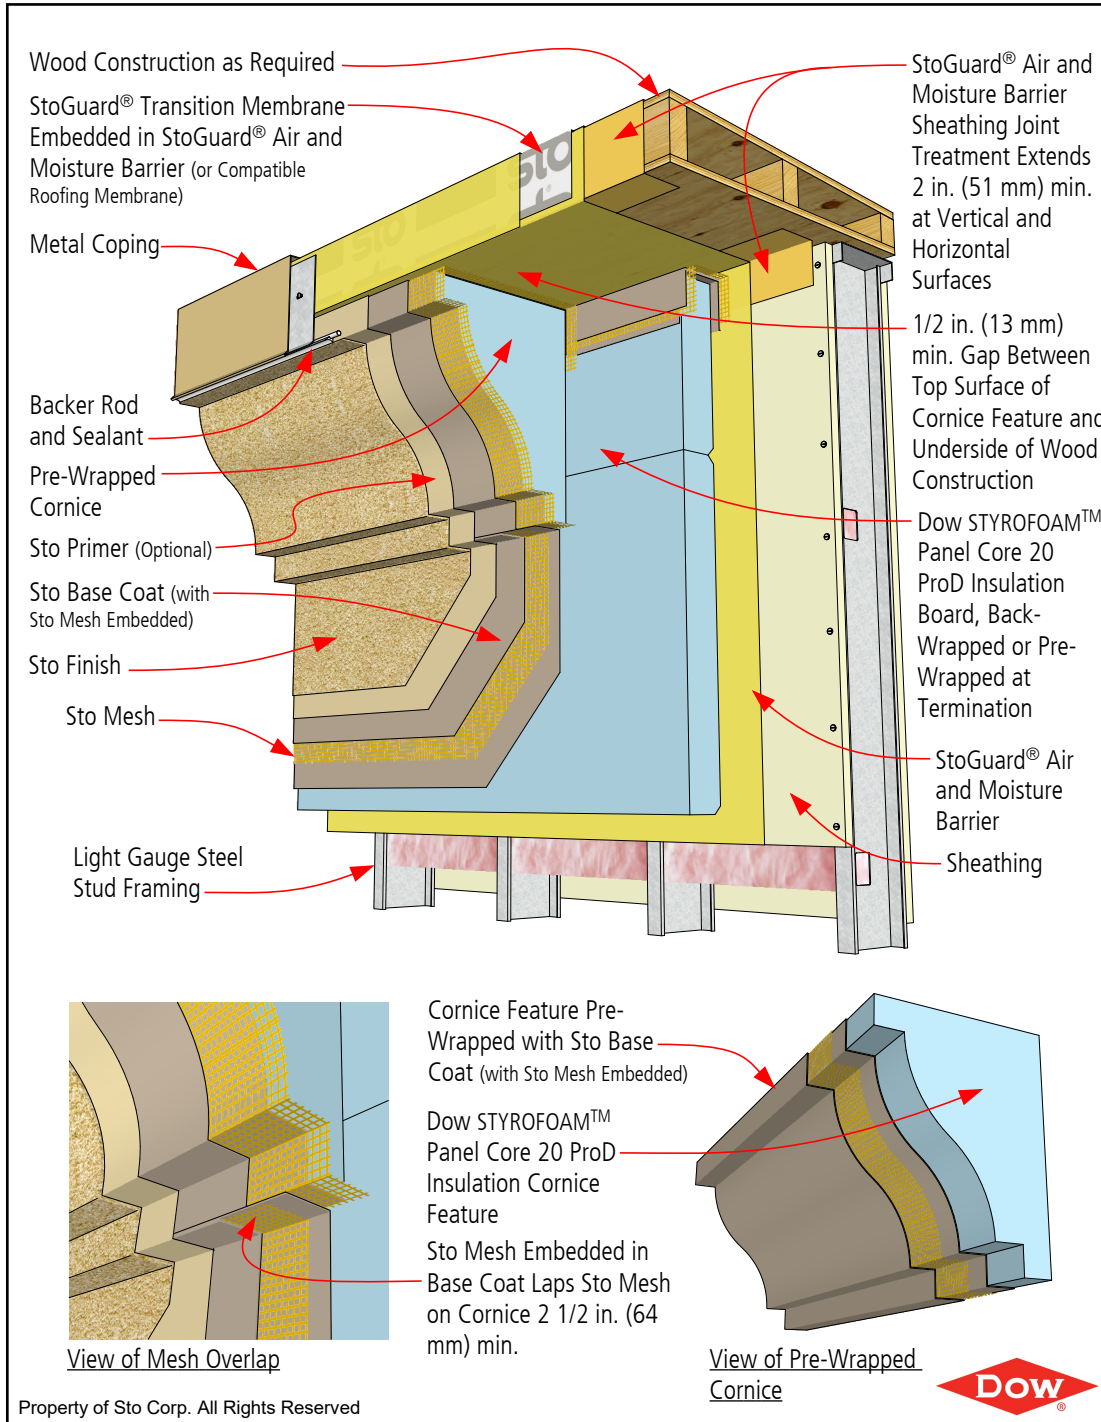 Wood Construction as Required
StoGuard® Transition Membrane
Embedded in StoGuard® Air and
Moisture Barrier (or Compatible
Roofing Membrane)
Metal Coping
Backer Rod
and Sealant
Pre-Wrapped
Cornice
Sto Primer (Optional)
Sto Base Coat (with
Sto Mesh Embedded)
Sto Finish
Sto Mesh
Light Gauge Steel
Stud Framing
sto
sto
StoGuard® Air and
Moisture Barrier
Sheathing Joint
Treatment Extends
2 in. (51 mm) min.
at Vertical and
Horizontal
Surfaces
1/2 in. (13 mm)
min. Gap Between
Top Surface of
Cornice Feature and
Underside of Wood
Construction
Dow STYROFOAM™
Panel Core 20
ProD Insulation
Board, Back-
Wrapped or Pre-
Wrapped at
Termination
StoGuard® Air
and Moisture
Barrier
Sheathing
Cornice Feature Pre-
Wrapped with Sto Base
Coat (with Sto Mesh Embedded)
Dow STYROFOAM™
Panel Core 20 ProD
Insulation Cornice
Feature
Sto Mesh Embedded in
Base Coat Laps Sto Mesh
on Cornice 2 1/2 in. (64
mm) min.
View of Mesh Overlap
View of Pre-Wrapped
Cornice
Dow®
Property of Sto Corp. All Rights Reserved